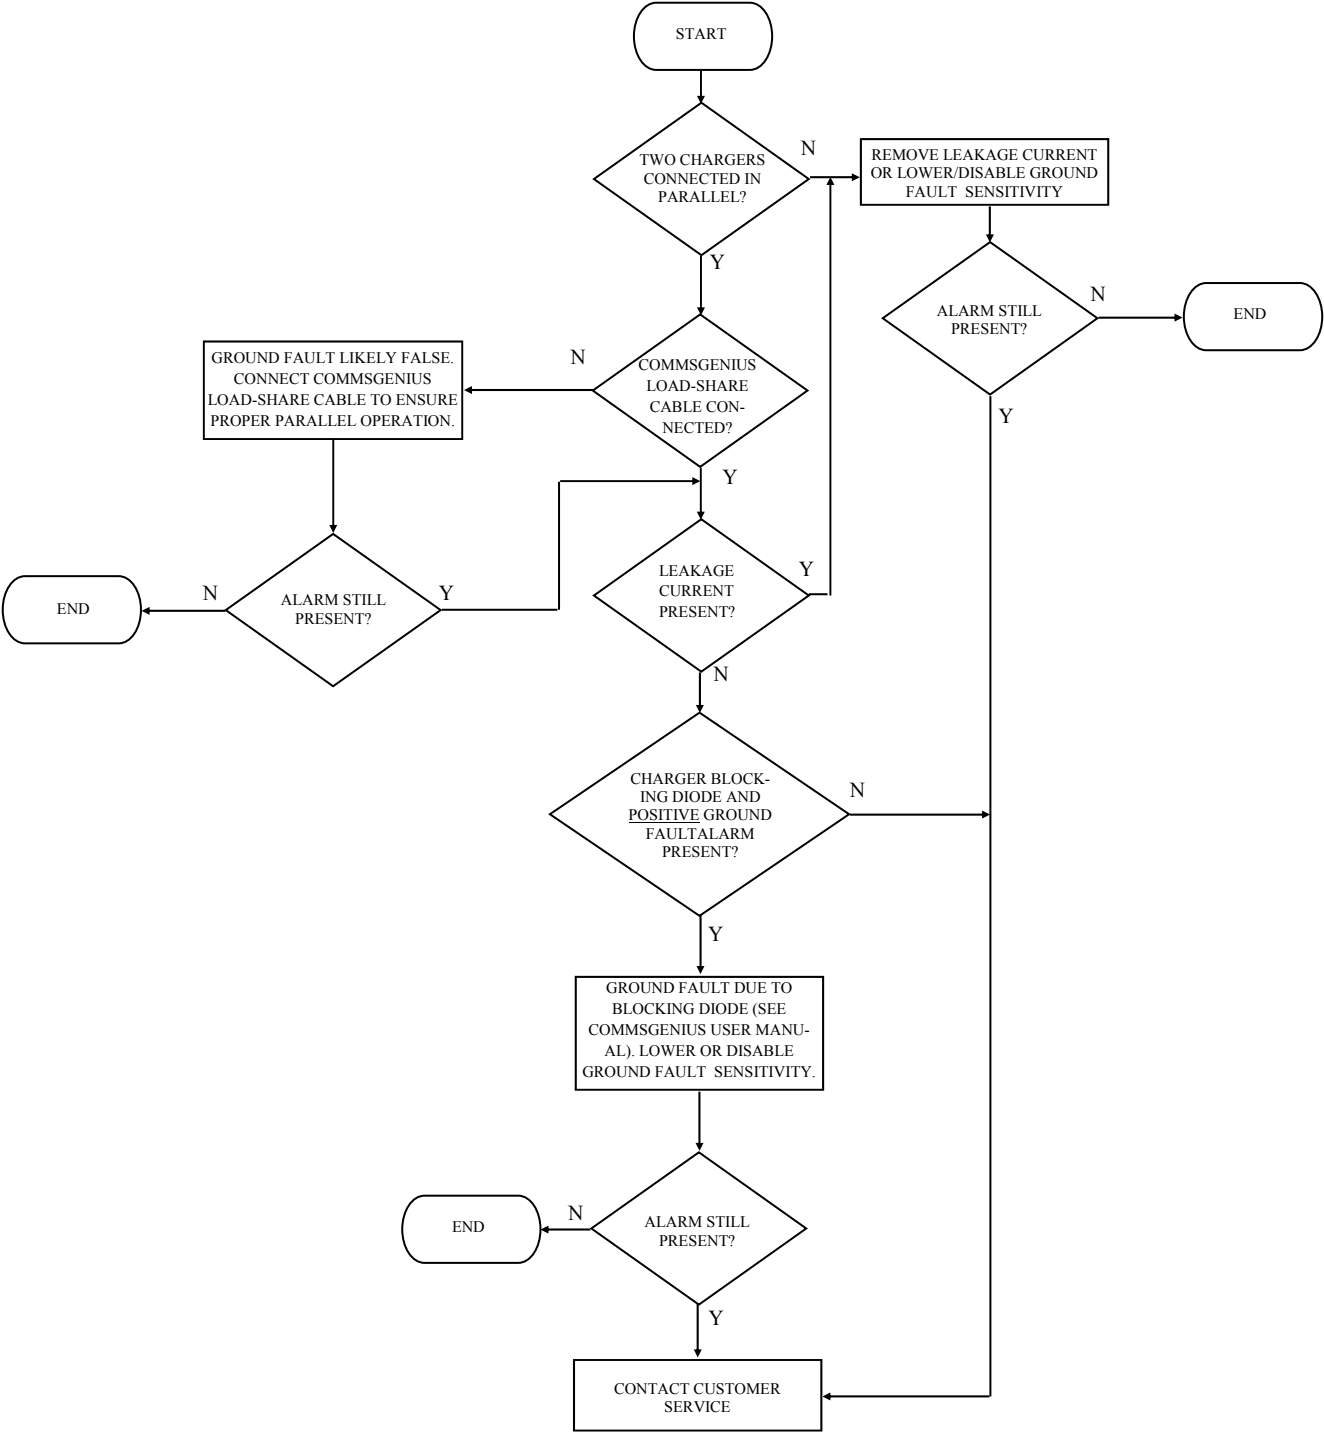 START
TWO CHARGERS
CONNECTED IN
PARALLEL?
N
Y
REMOVE LEAKAGE CURRENT
OR LOWER/DISABLE GROUND
FAULT SENSITIVITY
ALARM STILL
PRESENT?
N
END
Y
COMMSGENIUS
LOAD-SHARE
CABLE CON-
NECTED?
N
Y
GROUND FAULT LIKELY FALSE.
CONNECT COMMSGENIUS
LOAD-SHARE CABLE TO ENSURE
PROPER PARALLEL OPERATION.
ALARM STILL
PRESENT?
N
Y
END
LEAKAGE
CURRENT
PRESENT?
Y
N
CHARGER BLOCK-
ING DIODE AND
POSITIVE GROUND
FAULTALARM
PRESENT?
N
Y
GROUND FAULT DUE TO
BLOCKING DIODE (SEE
COMMSGENIUS USER MANU-
AL). LOWER OR DISABLE
GROUND FAULT SENSITIVITY.
ALARM STILL
PRESENT?
N
END
Y
CONTACT CUSTOMER
SERVICE